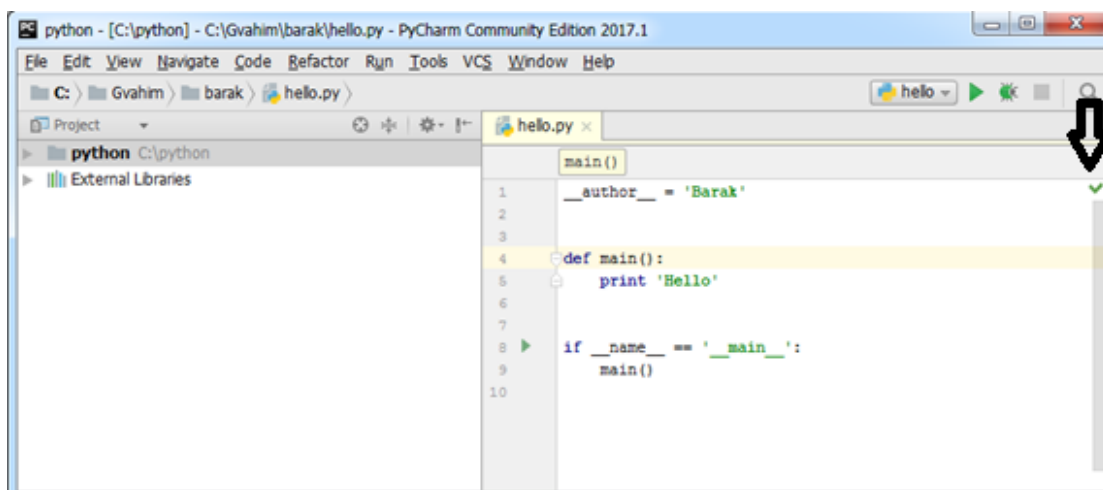 python - [C:\python] - C:\Gvahim\barak\hello.py - PyCharm Community Edition 2017.1
File Edit View Navigate Code Refactor Run Tools VCS Window Help
C: Gvahim barak hello.py
hello
Project
hello.py
python C:\python
External Libraries
main()
1 __author__ = 'Barak'
2
3
4 def main():
5 print 'Hello'
6
7
8 if __name__ == '__main__':
9 main()
10